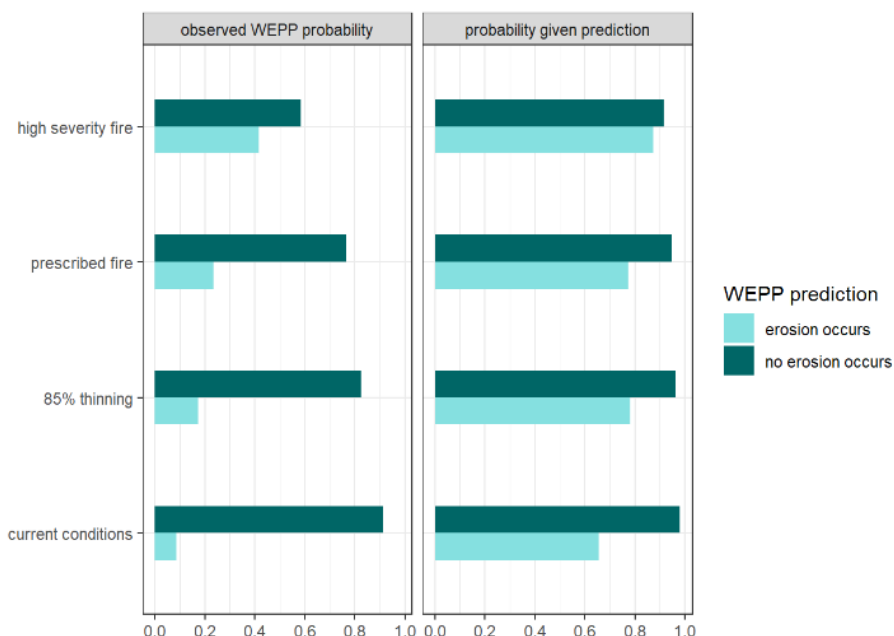 observed WEPP probability
probability given prediction
high severity fire
prescribed fire
85% thinning
current conditions
0.0 0.2 0.4 0.6 0.8 1.0
0.0 0.2 0.4 0.6 0.8 1.0
WEPP prediction
erosion occurs
no erosion occurs